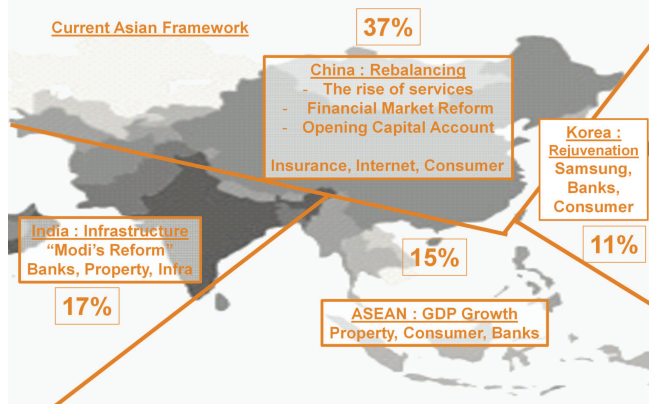 Current Asian Framework
37%
China : Rebalancing
- The rise of services
- Financial Market Reform
- Opening Capital Account
Insurance, Internet, Consumer
Korea :
Rejuvenation
Samsung,
Banks,
Consumer
11%
India : Infrastructure
“Modi’s Reform”
Banks, Property, Infra
17%
15%
ASEAN : GDP Growth
Property, Consumer, Banks